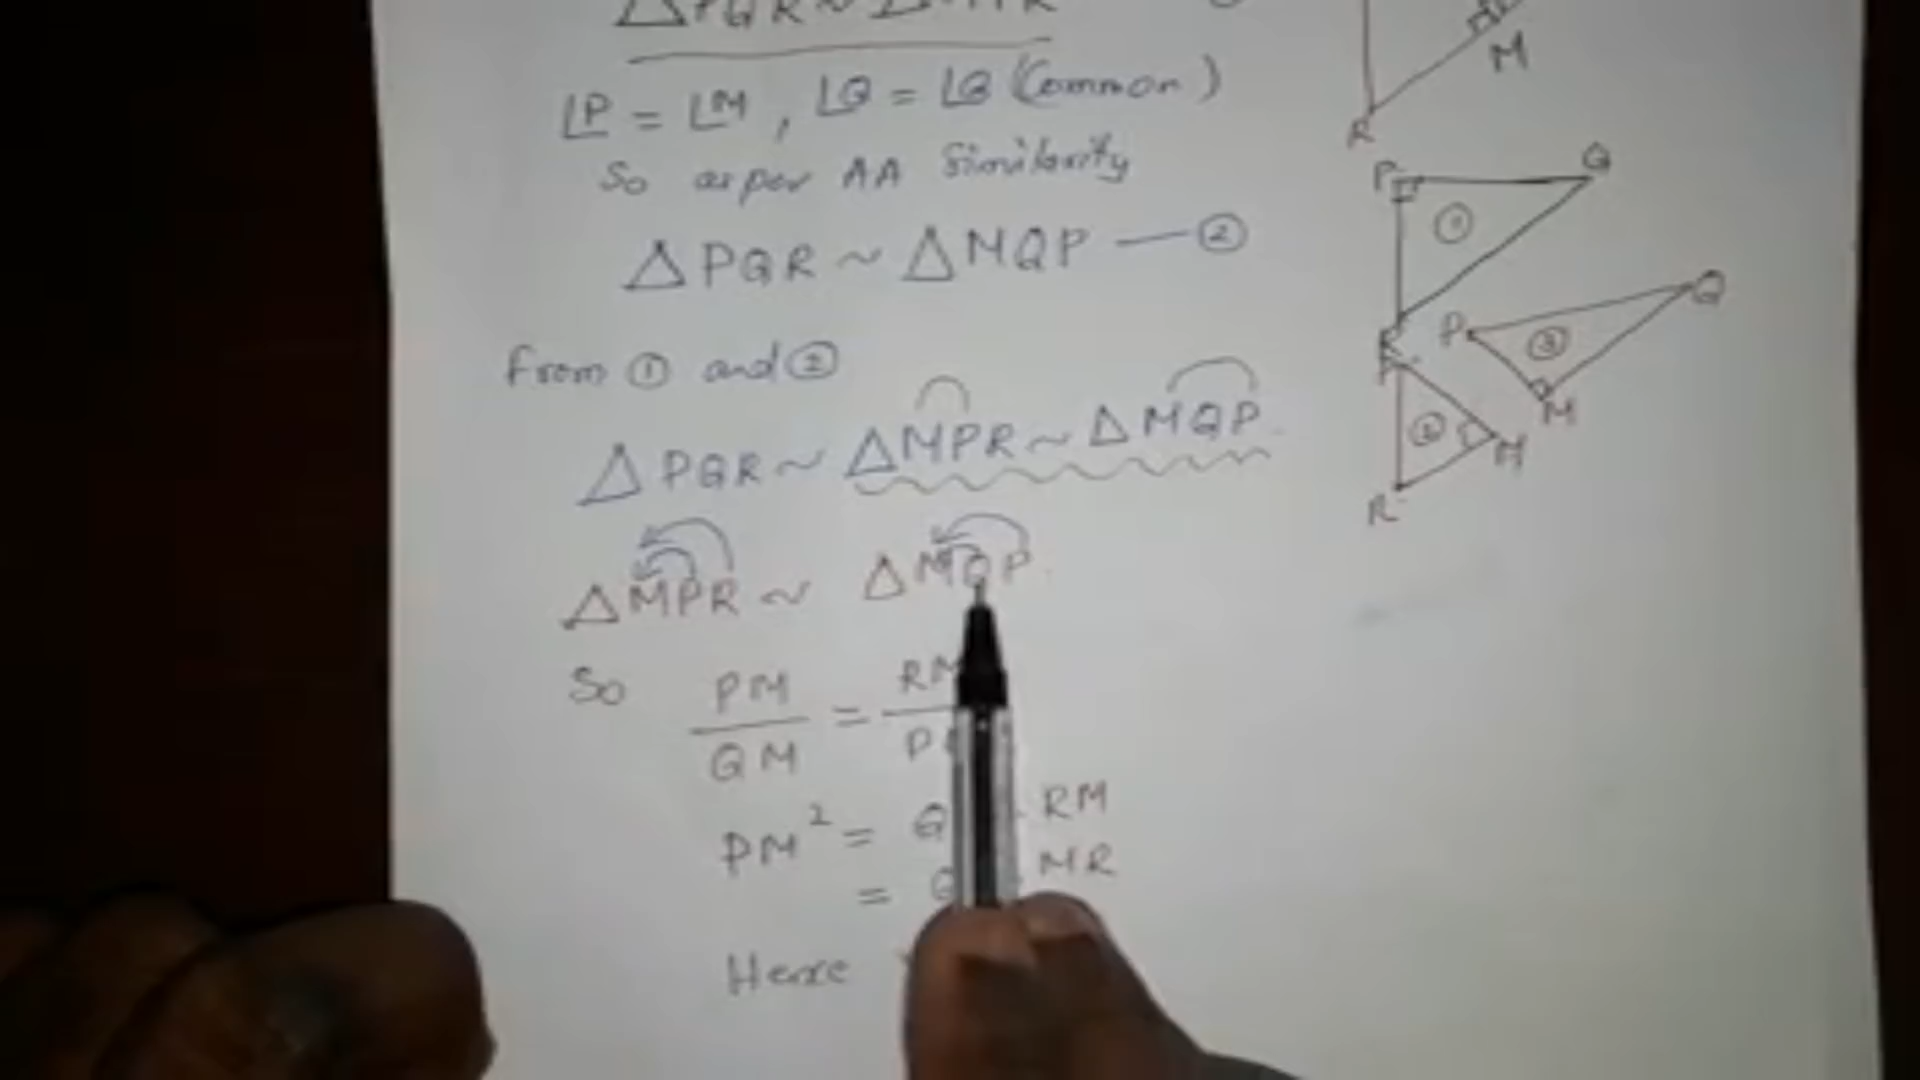 ∠P = ∠M , ∠Q = ∠Q (Common)
So as per AA Similarity
△PQR ~ △MQP — ②
from ① and ②
△PQR ~ △MPR ~ △MQP
△MPR ~ △MQP
So PM/QM = RM
PM² = RM
= MR
Hence
M
R
P Q
①
R
P Q
③
M
P
② M
R